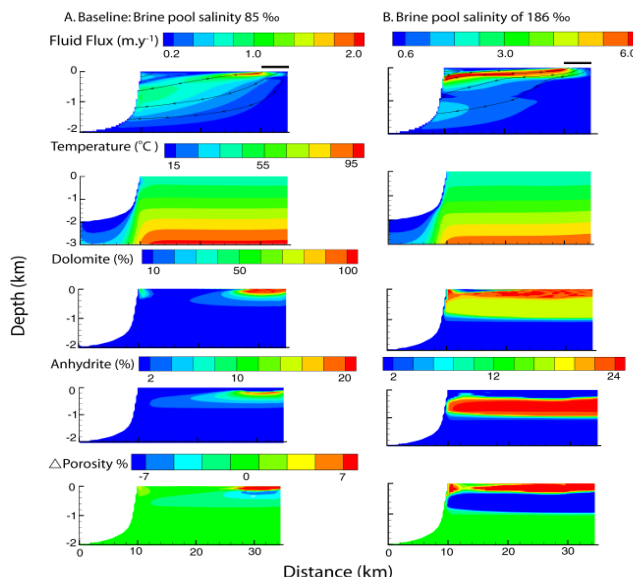 A. Baseline: Brine pool salinity 85 ‰
B. Brine pool salinity of 186 ‰
Fluid Flux (m.y⁻¹)
0.2 1.0 2.0
0.6 3.0 6.0
0
-1
-2
Temperature (°C)
15 55 95
0
-1
-2
-3
Dolomite (%)
10 50 100
0
-1
-2
Anhydrite (%)
2 10 20
2 12 24
0
-1
-2
△Porosity %
-7 0 7
0
-1
-2
0 10 20 30
0 10 20 30
Depth (km)
Distance (km)